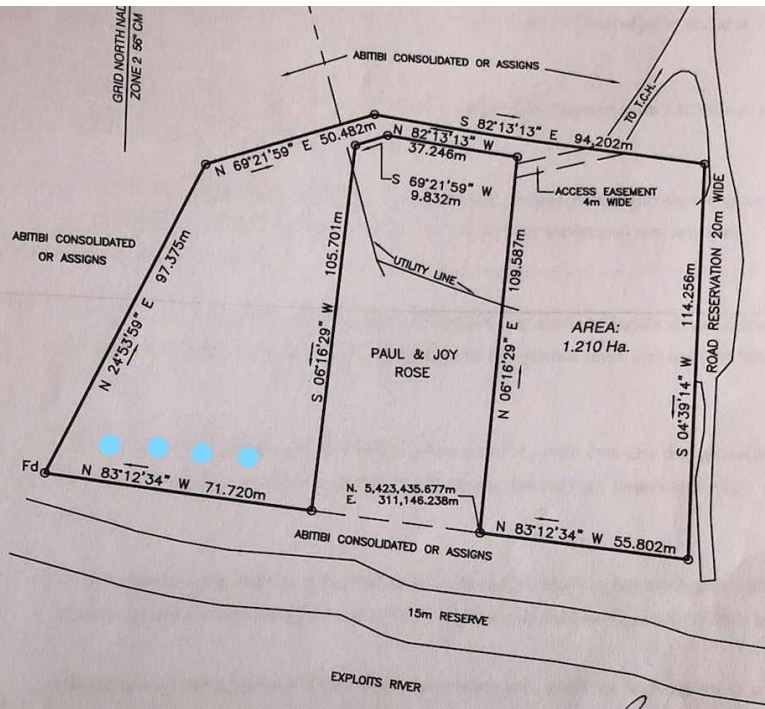 GRID NORTH NAD
ZONE 2 56° CM
ABITIBI CONSOLIDATED OR ASSIGNS
TO T.C.H.
N 69°21'59" E 50.482m
S 82°13'13" E 94,202m
N 82°13'13" W
37.246m
S 69°21'59" W
9.832m
ACCESS EASEMENT
4m WIDE
ROAD RESERVATION 20m WIDE
ABITIBI CONSOLIDATED
OR ASSIGNS
N 24°53'59" E 97.375m
S 06°16'29" W 105.701m
UTILITY LINE
N 06°16'29" E 109.587m
AREA:
1.210 Ha.
S 04°39'14" W 114.256m
PAUL & JOY
ROSE
Fd
N 83°12'34" W 71.720m
N. 5,423,435.677m
E. 311,146.238m
N 83°12'34" W 55.802m
ABITIBI CONSOLIDATED OR ASSIGNS
15m RESERVE
EXPLOITS RIVER